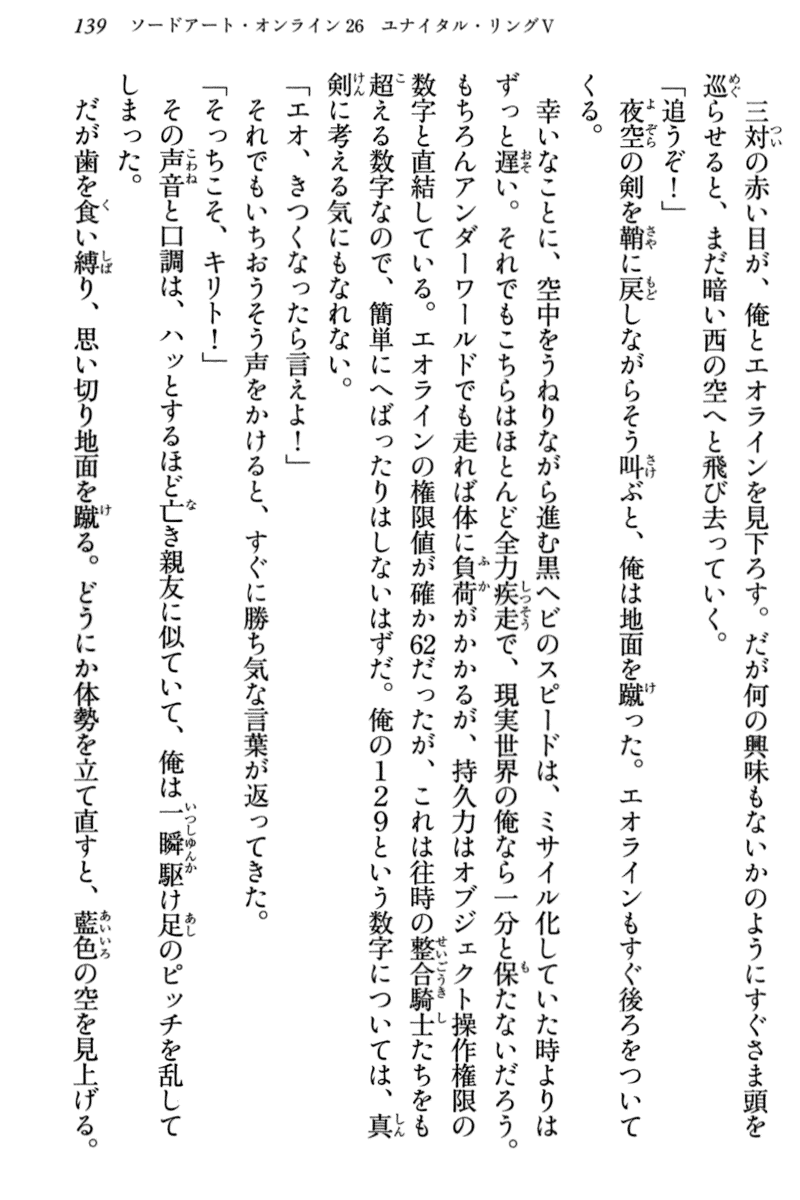 139　ソードアート・オンライン26　ユナイタル・リングⅤ
　三対の赤い目が、俺とエオラインを見下ろす。だが何の興味もないかのようにすぐさま頭を
巡らせると、まだ暗い西の空へと飛び去っていく。
「追うぞ！」
　夜空の剣を鞘に戻しながらそう叫ぶと、俺は地面を蹴った。エオラインもすぐ後ろをついて
くる。
　幸いなことに、空中をうねりながら進む黒ヘビのスピードは、ミサイル化していた時よりは
ずっと遅い。それでもこちらはほとんど全力疾走で、現実世界の俺なら一分と保たないだろう。
もちろんアンダーワールドでも走れば体に負荷がかかるが、持久力はオブジェクト操作権限の
数字と直結している。エオラインの権限値が確か62だったが、これは往時の整合騎士たちをも
超える数字なので、簡単にへばったりはしないはずだ。俺の129という数字については、真
剣に考える気にもなれない。
「エオ、きつくなったら言えよ！」
　それでもいちおうそう声をかけると、すぐに勝ち気な言葉が返ってきた。
「そっちこそ、キリト！」
　その声音と口調は、ハッとするほど亡き親友に似ていて、俺は一瞬駆け足のピッチを乱して
しまった。
　だが歯を食い縛り、思い切り地面を蹴る。どうにか体勢を立て直すと、藍色の空を見上げる。